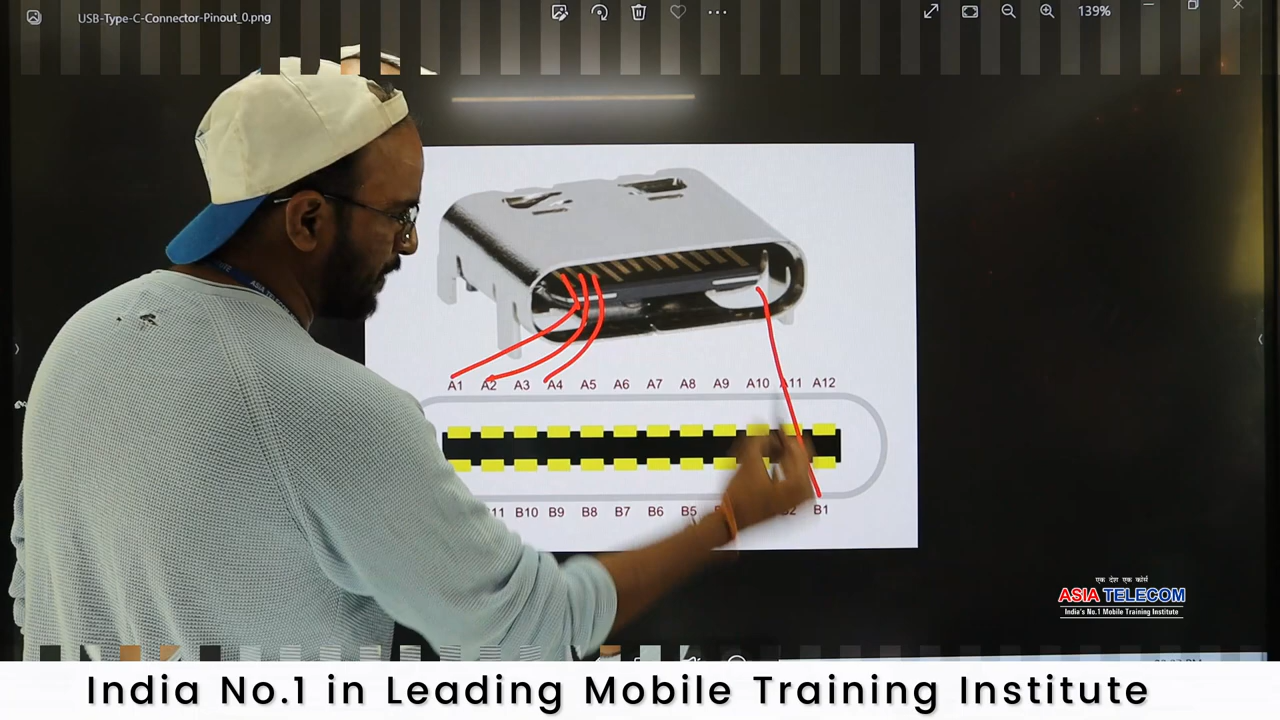 USB-Type-C-Connector-Pinout_0.png
139%
A1 A2 A3 A4 A5 A6 A7 A8 A9 A10 A11 A12
B10 B9 B8 B7 B6 B5 B1
एक देश एक कोर्स
ASIA TELECOM
India's No.1 Mobile Training Institute
India No.1 in Leading Mobile Training Institute